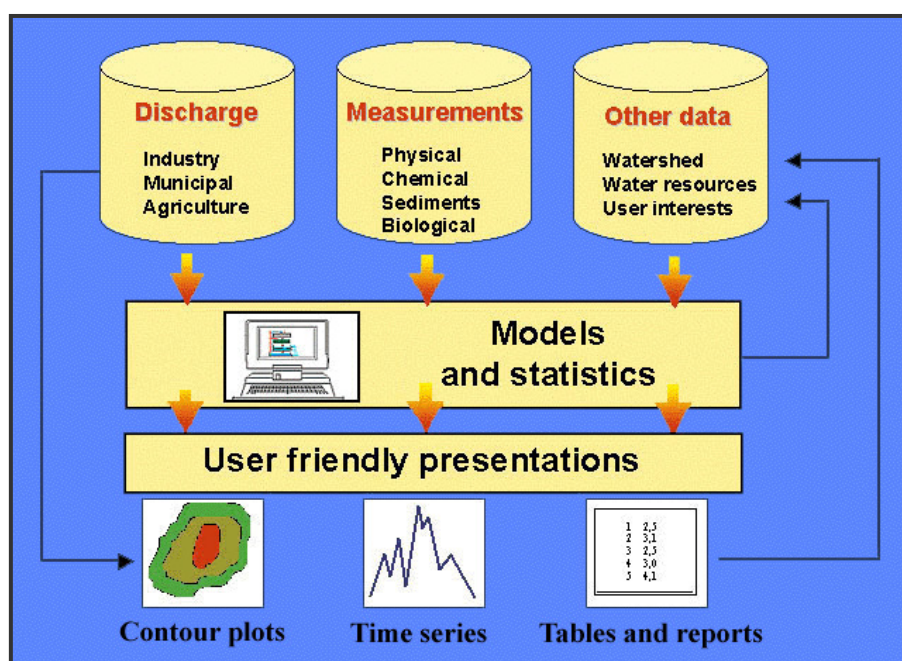 Discharge
Industry
Municipal
Agriculture
Measurements
Physical
Chemical
Sediments
Biological
Other data
Watershed
Water resources
User interests
Models
and statistics
User friendly presentations
1 2,5
2 3,1
3 2,5
4 3,0
5 4,1
Contour plots
Time series
Tables and reports